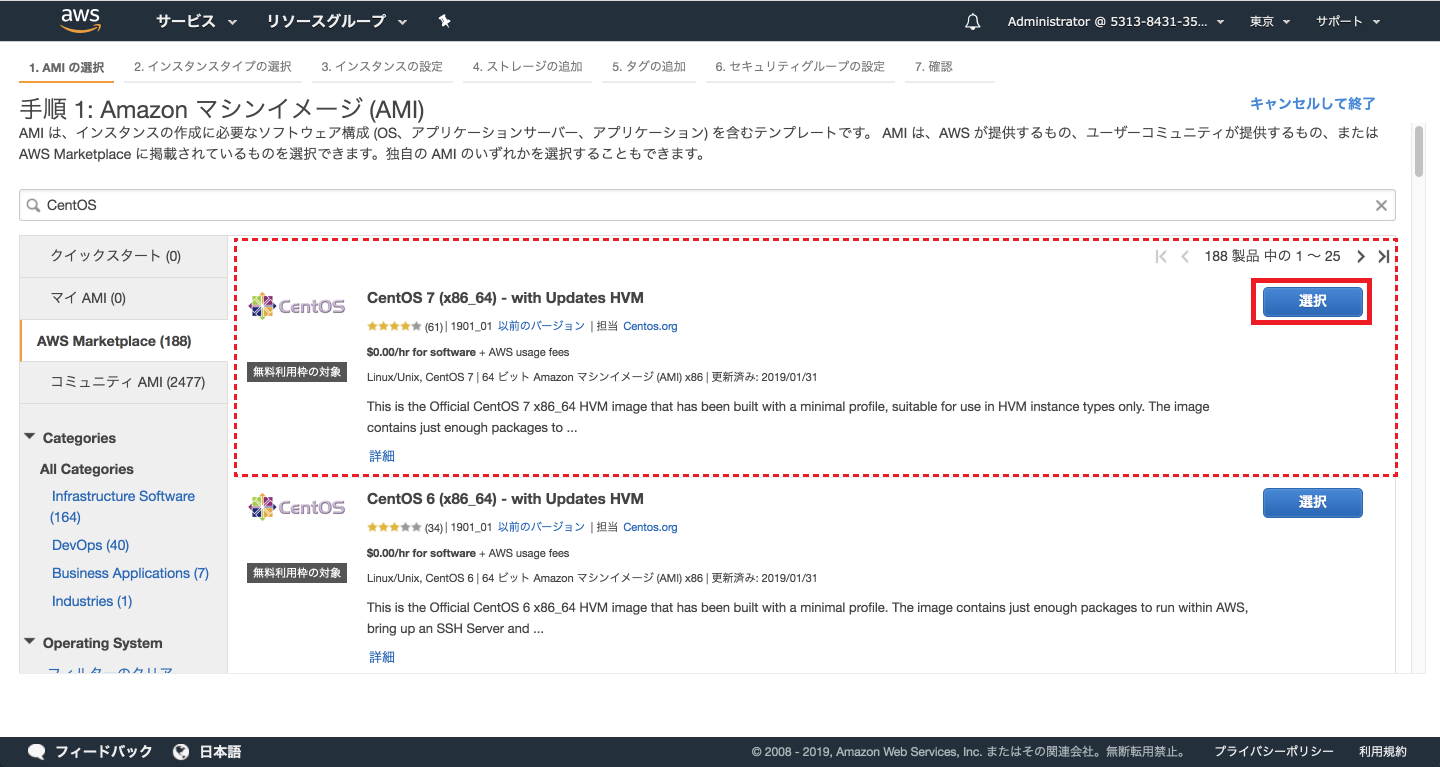 aws サービス リソースグループ Administrator @ 5313-8431-35... 東京 サポート
1. AMI の選択 2. インスタンスタイプの選択 3. インスタンスの設定 4. ストレージの追加 5. タグの追加 6. セキュリティグループの設定 7. 確認
手順 1: Amazon マシンイメージ (AMI)
キャンセルして終了
AMI は、インスタンスの作成に必要なソフトウェア構成 (OS、アプリケーションサーバー、アプリケーション) を含むテンプレートです。 AMI は、AWS が提供するもの、ユーザーコミュニティが提供するもの、または
AWS Marketplace に掲載されているものを選択できます。独自の AMI のいずれかを選択することもできます。
CentOS
クイックスタート (0)
マイ AMI (0)
AWS Marketplace (188)
コミュニティ AMI (2477)
Categories
All Categories
Infrastructure Software
(164)
DevOps (40)
Business Applications (7)
Industries (1)
Operating System
フィルターのクリア
188 製品 中の 1 ～ 25
CentOS
CentOS 7 (x86_64) - with Updates HVM
選択
(61) | 1901_01 以前のバージョン | 担当 Centos.org
$0.00/hr for software + AWS usage fees
無料利用枠の対象
Linux/Unix, CentOS 7 | 64 ビット Amazon マシンイメージ (AMI) x86 | 更新済み: 2019/01/31
This is the Official CentOS 7 x86_64 HVM image that has been built with a minimal profile, suitable for use in HVM instance types only. The image
contains just enough packages to ...
詳細
CentOS
CentOS 6 (x86_64) - with Updates HVM
選択
(34) | 1901_01 以前のバージョン | 担当 Centos.org
$0.00/hr for software + AWS usage fees
無料利用枠の対象
Linux/Unix, CentOS 6 | 64 ビット Amazon マシンイメージ (AMI) x86 | 更新済み: 2019/01/31
This is the Official CentOS 6 x86_64 HVM image that has been built with a minimal profile. The image contains just enough packages to run within AWS,
bring up an SSH Server and ...
詳細
フィードバック 日本語 © 2008 - 2019, Amazon Web Services, Inc. またはその関連会社。無断転用禁止。 プライバシーポリシー 利用規約